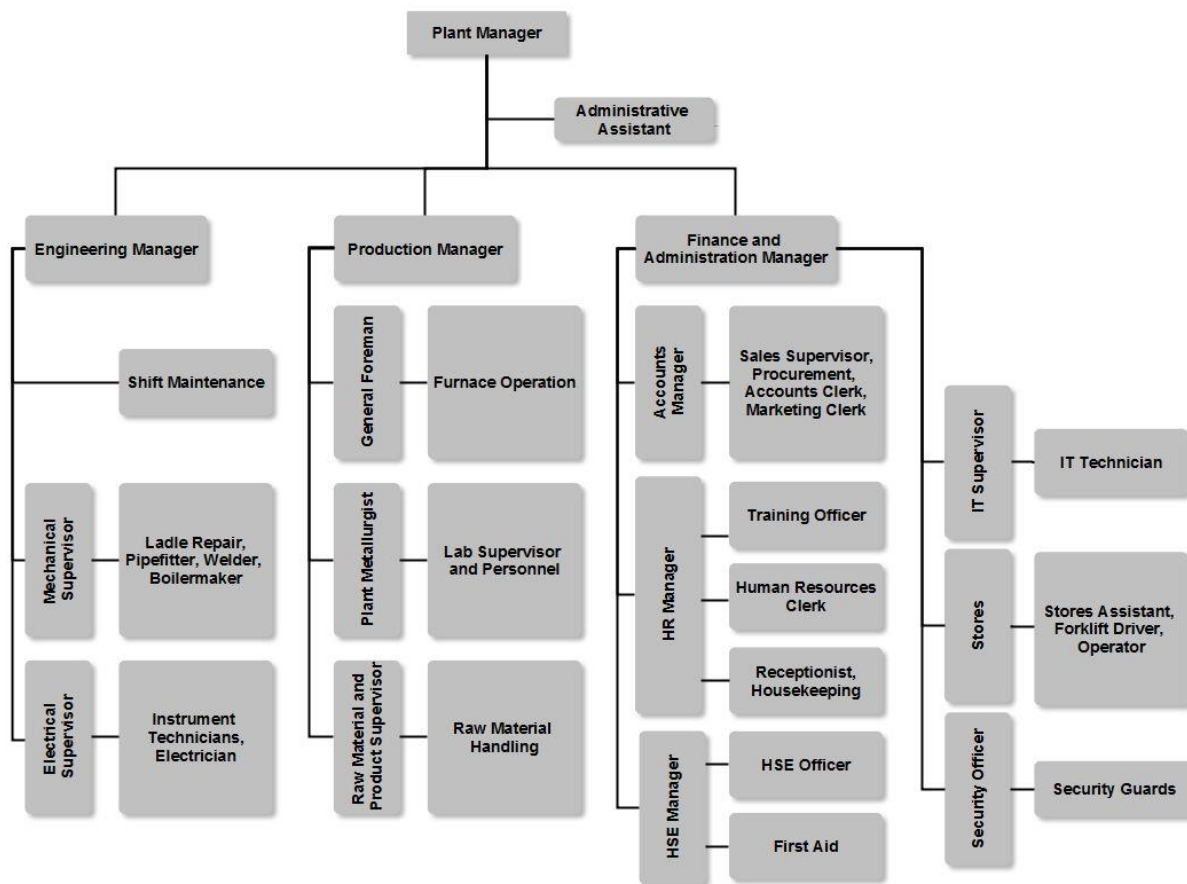 Plant Manager
Administrative
Assistant
Engineering Manager
Production Manager
Finance and
Administration Manager
Shift Maintenance
Mechanical
Supervisor
Ladle Repair,
Pipefitter, Welder,
Boilermaker
Electrical
Supervisor
Instrument
Technicians,
Electrician
General Foreman
Furnace Operation
Plant Metallurgist
Lab Supervisor
and Personnel
Raw Material and
Product Supervisor
Raw Material
Handling
Accounts
Manager
Sales Supervisor,
Procurement,
Accounts Clerk,
Marketing Clerk
HR Manager
Training Officer
Human Resources
Clerk
Receptionist,
Housekeeping
HSE Manager
HSE Officer
First Aid
IT Supervisor
IT Technician
Stores
Stores Assistant,
Forklift Driver,
Operator
Security Officer
Security Guards